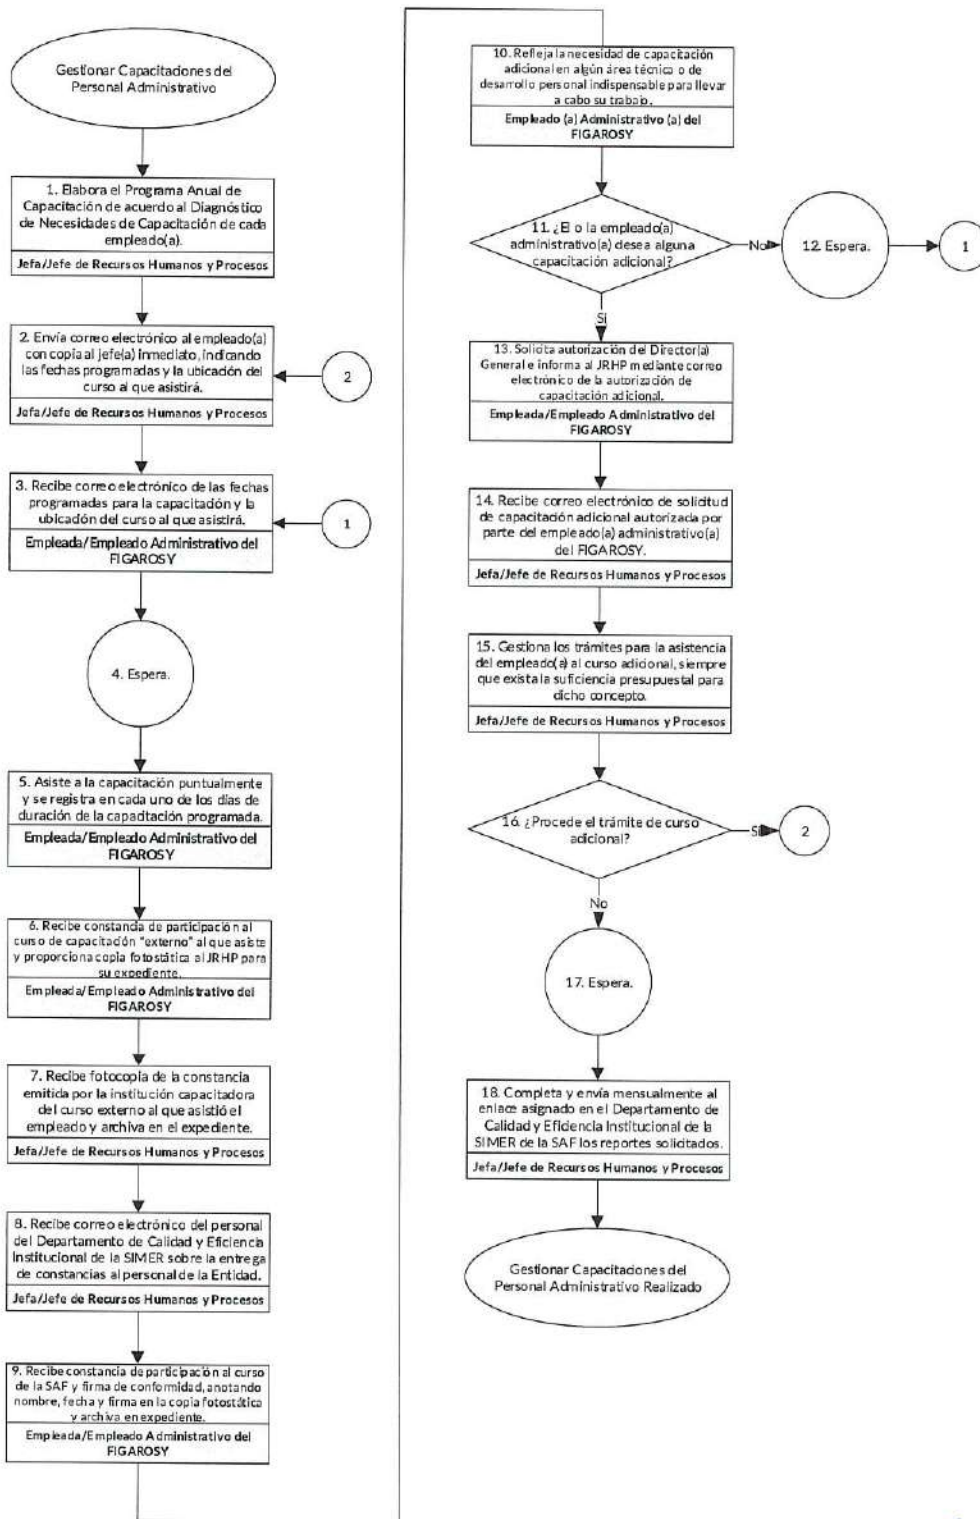 Gestionar Capacitaciones del
Personal Administrativo
1. Elabora el Programa Anual de
Capacitación de acuerdo al Diagnóstico
de Necesidades de Capacitación de cada
empleado(a).
Jefa/Jefe de Recursos Humanos y Procesos
2. Envía correo electrónico al empleado(a)
con copia al jefe(a) inmediato, indicando
las fechas programadas y la ubicación del
curso al que asistirá.
Jefa/Jefe de Recursos Humanos y Procesos
2
3. Recibe correo electrónico de las fechas
programadas para la capacitación y la
ubicación del curso al que asistirá.
Empleada/Empleado Administrativo del
FIGAROSY
1
4. Espera.
5. Asiste a la capacitación puntualmente
y se registra en cada uno de los días de
duración de la capacitación programada.
Empleada/Empleado Administrativo del
FIGAROSY
6. Recibe constancia de participación al
curso de capacitación "externo" al que asiste
y proporciona copia fotostática al JRHP para
su expediente.
Empleada/Empleado Administrativo del
FIGAROSY
7. Recibe fotocopia de la constancia
emitida por la institución capacitadora
del curso externo al que asistió el
empleado y archiva en el expediente.
Jefa/Jefe de Recursos Humanos y Procesos
8. Recibe correo electrónico del personal
del Departamento de Calidad y Eficiencia
Institucional de la SIMER sobre la entrega
de constancias al personal de la Entidad.
Jefa/Jefe de Recursos Humanos y Procesos
9. Recibe constancia de participación al curso
de la SAF y firma de conformidad, anotando
nombre, fecha y firma en la copia fotostática
y archiva en expediente.
Empleada/Empleado Administrativo del
FIGAROSY
10. Refleja la necesidad de capacitación
adicional en algún área técnico o de
desarrollo personal indispensable para llevar
a cabo su trabajo.
Empleado (a) Administrativo (a) del
FIGAROSY
11. ¿El o la empleado(a)
administrativo(a) desea alguna
capacitación adicional?
No
12. Espera.
1
Si
13. Solicita autorización del Director(a)
General e informa al JRHP mediante correo
electrónico de la autorización de
capacitación adicional.
Empleada/Empleado Administrativo del
FIGAROSY
14. Recibe correo electrónico de solicitud
de capacitación adicional autorizada por
parte del empleado(a) administrativo(a)
del FIGAROSY.
Jefa/Jefe de Recursos Humanos y Procesos
15. Gestiona los trámites para la asistencia
del empleado(a) al curso adicional, siempre
que exista la suficiencia presupuestal para
dicho concepto.
Jefa/Jefe de Recursos Humanos y Procesos
16. ¿Procede el trámite de curso
adicional?
Si
2
No
17. Espera.
18. Completa y envía mensualmente al
enlace asignado en el Departamento de
Calidad y Eficiencia Institucional de la
SIMER de la SAF los reportes solicitados.
Jefa/Jefe de Recursos Humanos y Procesos
Gestionar Capacitaciones del
Personal Administrativo Realizado